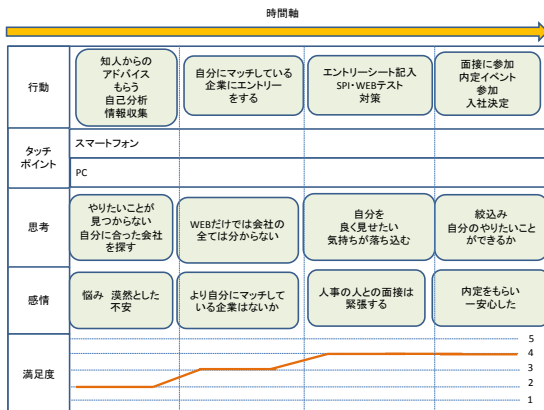 時間軸
行動
知人からの
アドバイス
もらう
自己分析
情報収集
自分にマッチしている
企業にエントリー
をする
エントリーシート記入
SPI・WEBテスト
対策
面接に参加
内定イベント
参加
入社決定
タッチ
ポイント
スマートフォン
PC
思考
やりたいことが
見つからない
自分に合った会社
を探す
WEBだけでは会社の
全ては分からない
自分を
良く見せたい
気持ちが落ち込む
絞込み
自分のやりたいこと
ができるか
感情
悩み 漠然とした
不安
より自分にマッチして
いる企業はないか
人事の人との面接は
緊張する
内定をもらい
一安心した
満足度
5
4
3
2
1